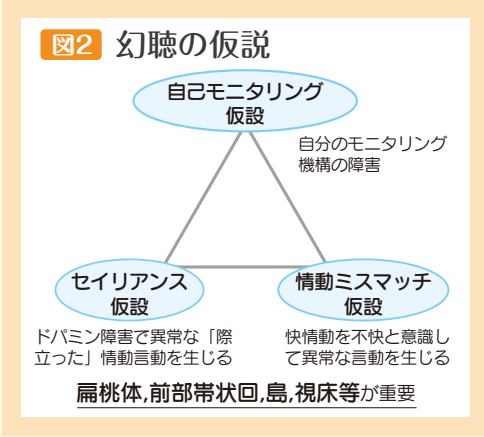 図2 幻聴の仮説
自己モニタリング
仮設
自分のモニタリング
機構の障害
セイリアンス
仮設
ドパミン障害で異常な「際
立った」情動言動を生じる
情動ミスマッチ
仮設
快情動を不快と意識し
て異常な言動を生じる
扁桃体,前部帯状回,島,視床等が重要